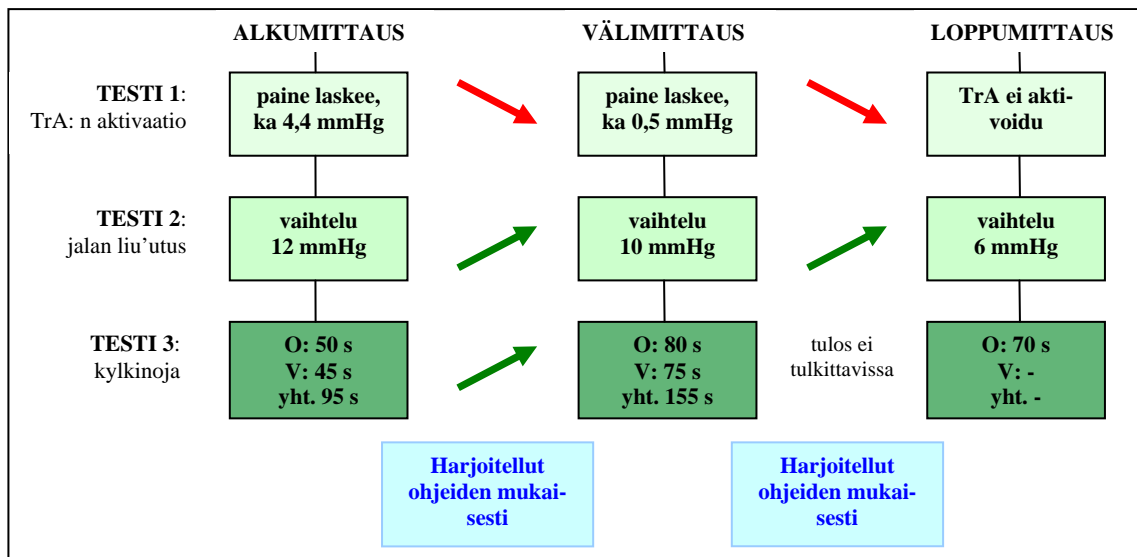 ALKUMITTAUS
VÄLIMITTAUS
LOPPUMITTAUS
TESTI 1:
TrA: n aktivaatio
paine laskee,
ka 4,4 mmHg
paine laskee,
ka 0,5 mmHg
TrA ei akti-
voidu
TESTI 2:
jalan liu’utus
vaihtelu
12 mmHg
vaihtelu
10 mmHg
vaihtelu
6 mmHg
TESTI 3:
kylkinoja
O: 50 s
V: 45 s
yht. 95 s
O: 80 s
V: 75 s
yht. 155 s
tulos ei
tulkittavissa
O: 70 s
V: -
yht. -
Harjoitellut
ohjeiden mukai-
sesti
Harjoitellut
ohjeiden mukai-
sesti